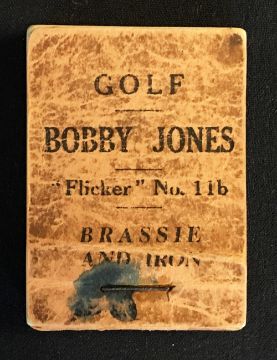 GOLF
BOBBY JONES
"Flicker" No. 11b
BRASSIE
AND IRON